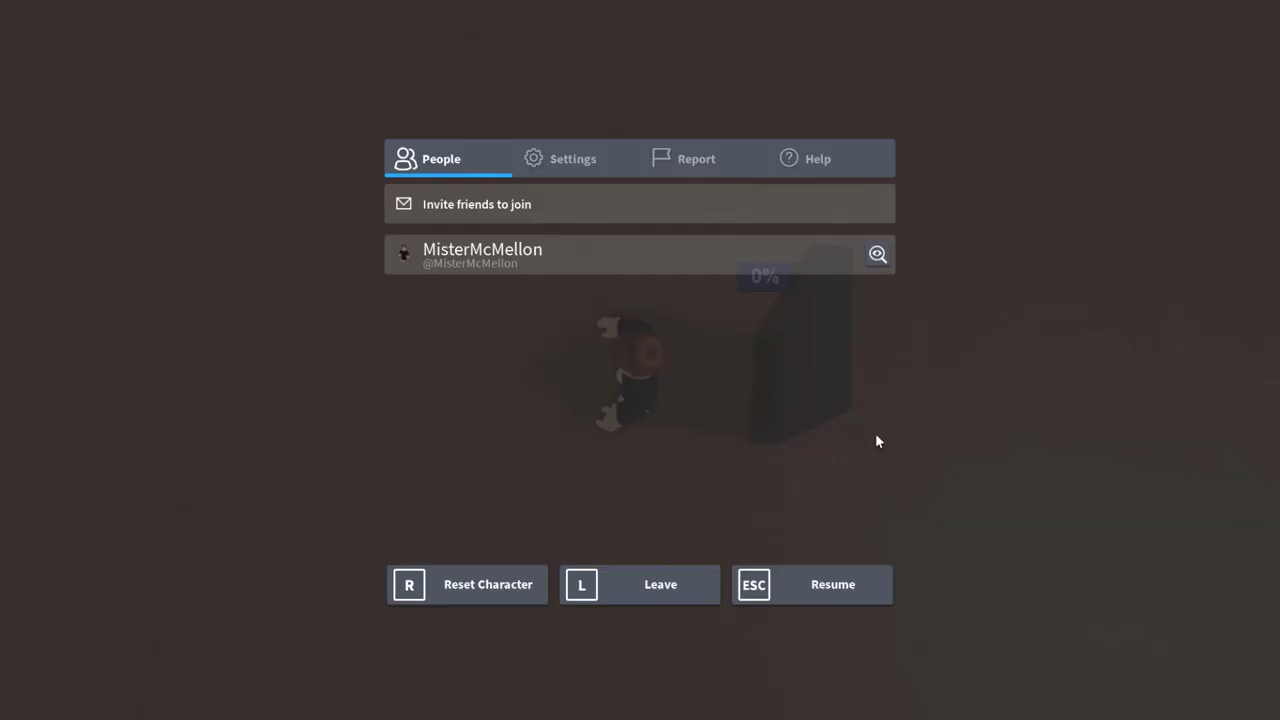 People
Settings
Report
Help
Invite friends to join
MisterMcMellon
@MisterMcMellon
0%
R Reset Character
L Leave
ESC Resume